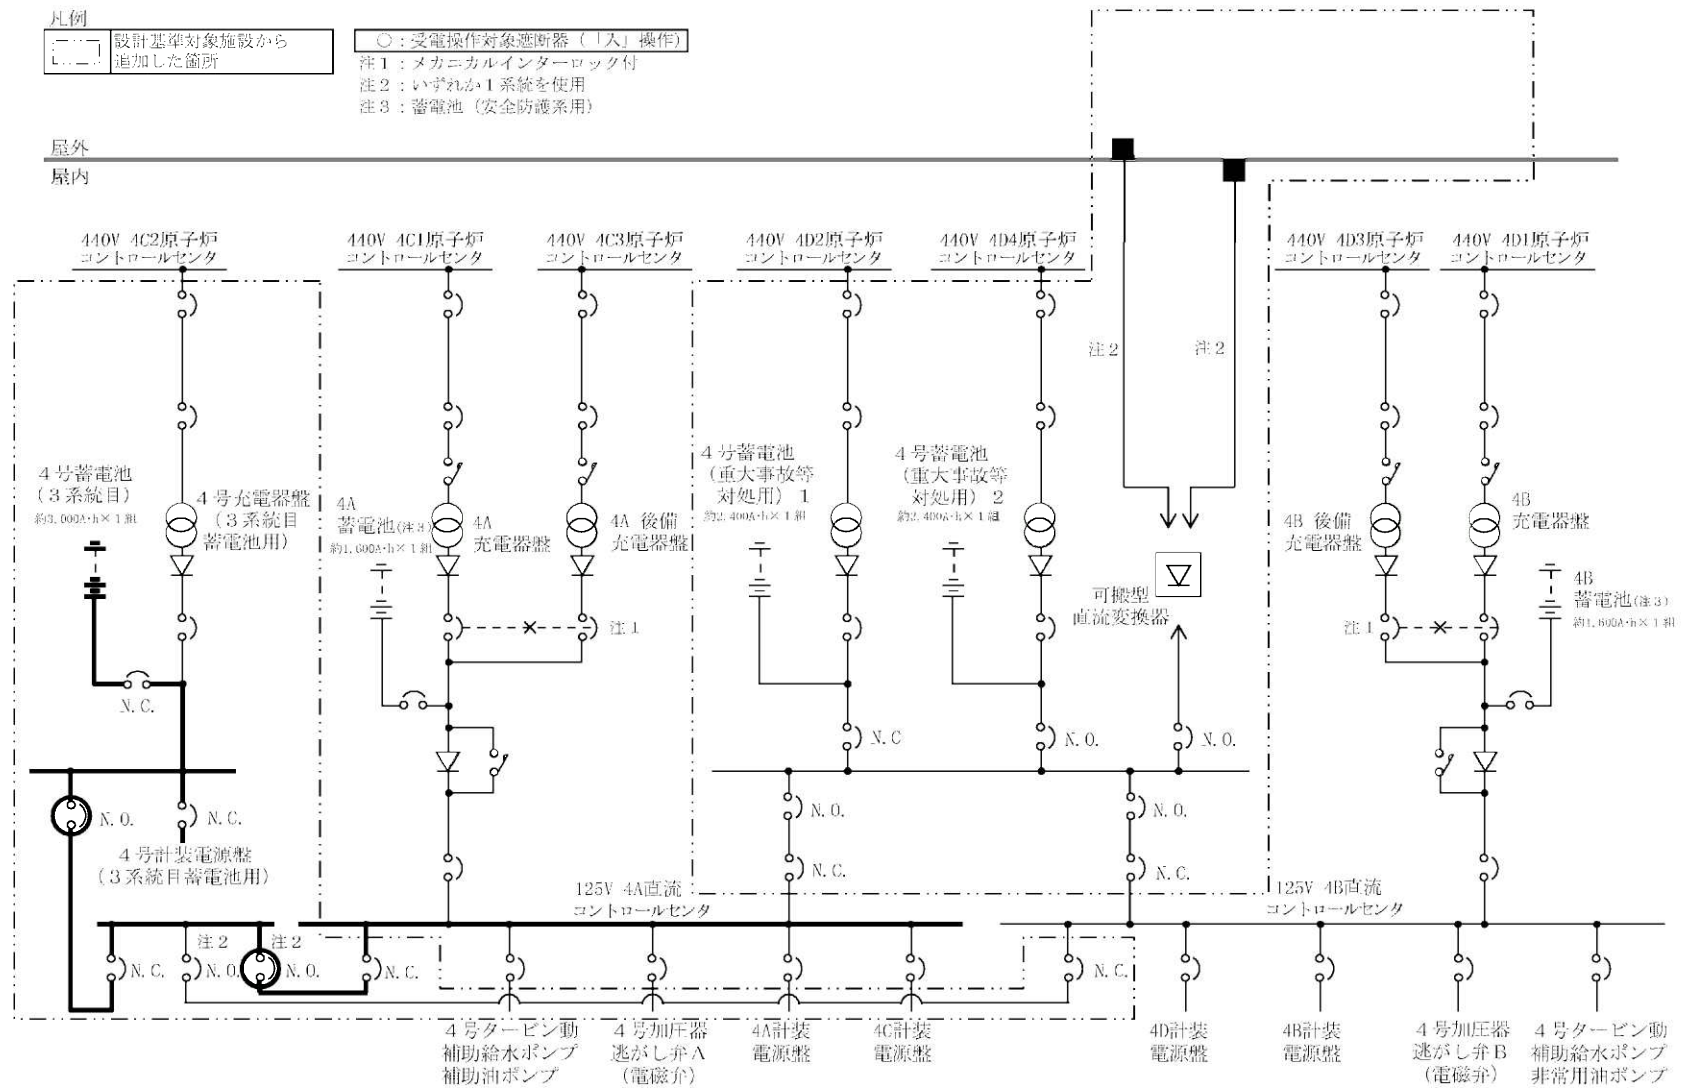 凡例
設計基準対象施設から
追加した箇所
○：受電操作対象遮断器（「入」操作）
注１：メカニカルインターロック付
注２：いずれか１系統を使用
注３：蓄電池（安全防護系用）
屋外
屋内
440V 4C2原子炉
コントロールセンタ
440V 4C1原子炉
コントロールセンタ
440V 4C3原子炉
コントロールセンタ
440V 4D2原子炉
コントロールセンタ
440V 4D4原子炉
コントロールセンタ
440V 4D3原子炉
コントロールセンタ
440V 4D1原子炉
コントロールセンタ
注２
注２
４号蓄電池
（３系統目）
約3,000A·h×１組
４号充電器盤
（３系統目
蓄電池用）
4A
蓄電池(注３)
約1,600A·h×１組
4A
充電器盤
4A 後備
充電器盤
４号蓄電池
（重大事故等
対処用）１
約2,400A·h×１組
４号蓄電池
（重大事故等
対処用）２
約2,400A·h×１組
可搬型
直流変換器
4B 後備
充電器盤
4B
充電器盤
4B
蓄電池(注３)
約1,600A·h×１組
注１
注１
N.C.
N.C
N.O.
N.O.
N.O.
N.C.
N.O.
N.O.
４号計装電源盤
（３系統目蓄電池用）
N.C.
N.C.
125V 4A直流
コントロールセンタ
125V 4B直流
コントロールセンタ
注２
注２
N.C.
N.O.
N.O.
N.C.
N.C.
４号タービン動
補助給水ポンプ
補助油ポンプ
４号加圧器
逃がし弁Ａ
（電磁弁）
4A計装
電源盤
4C計装
電源盤
4D計装
電源盤
4B計装
電源盤
４号加圧器
逃がし弁Ｂ
（電磁弁）
４号タービン動
補助給水ポンプ
非常用油ポンプ